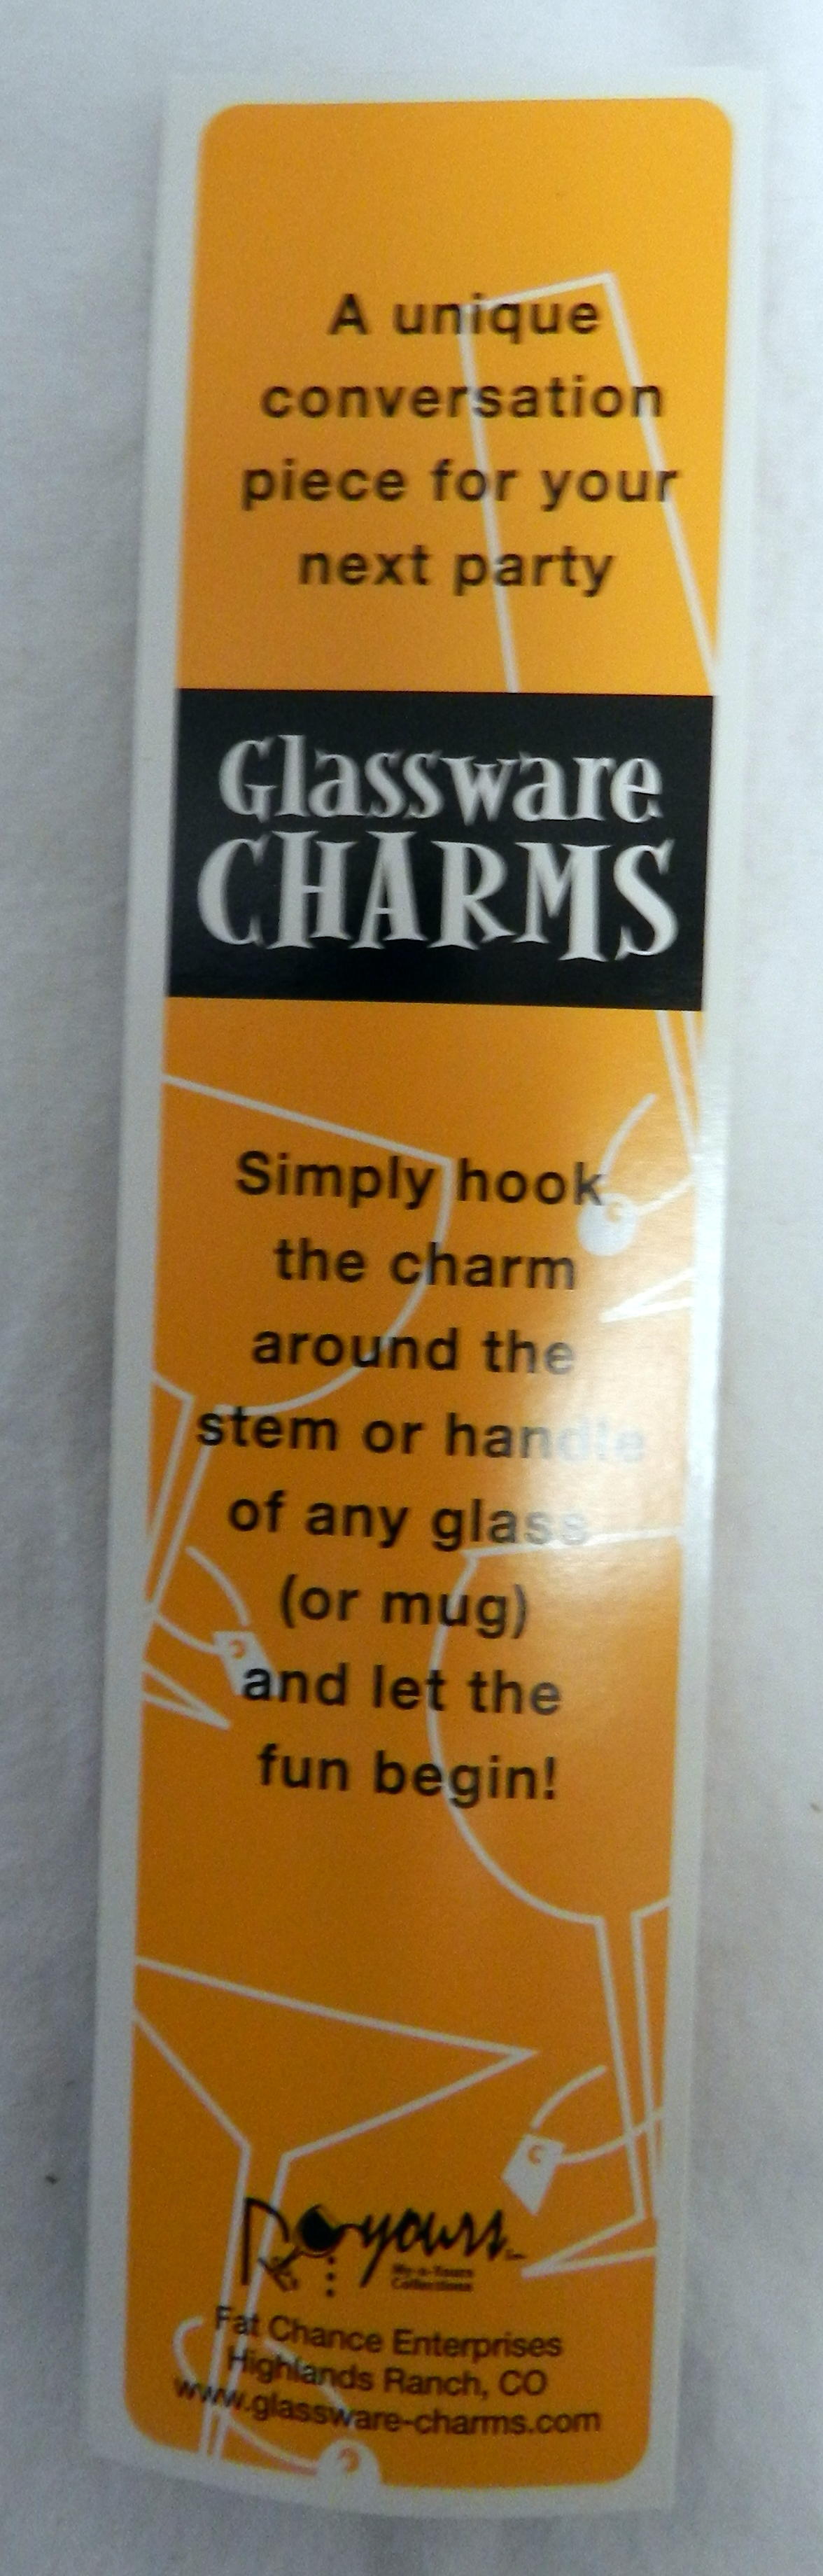 A unique
conversation
piece for your
next party
Glassware
CHARMS
Simply hook
the charm
around the
stem or handle
of any glass
(or mug)
and let the
fun begin!
yours
Collections
Fat Chance Enterprises
Highlands Ranch, CO
www.glassware-charms.com